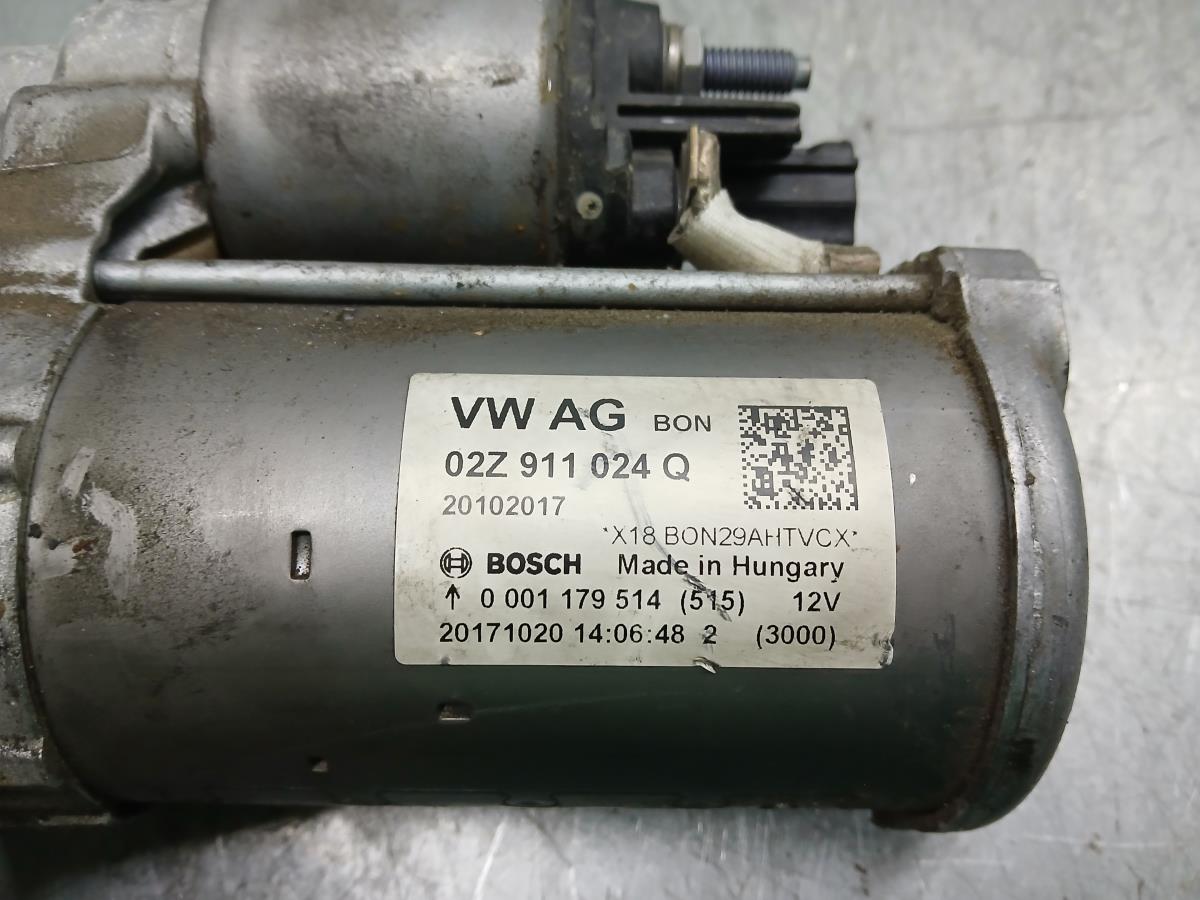 VW AG BON
02Z 911 024 Q
20102017
*X18 BON29AHTVCX*
BOSCH Made in Hungary
↑ 0 001 179 514 (515) 12V
20171020 14:06:48 2 (3000)